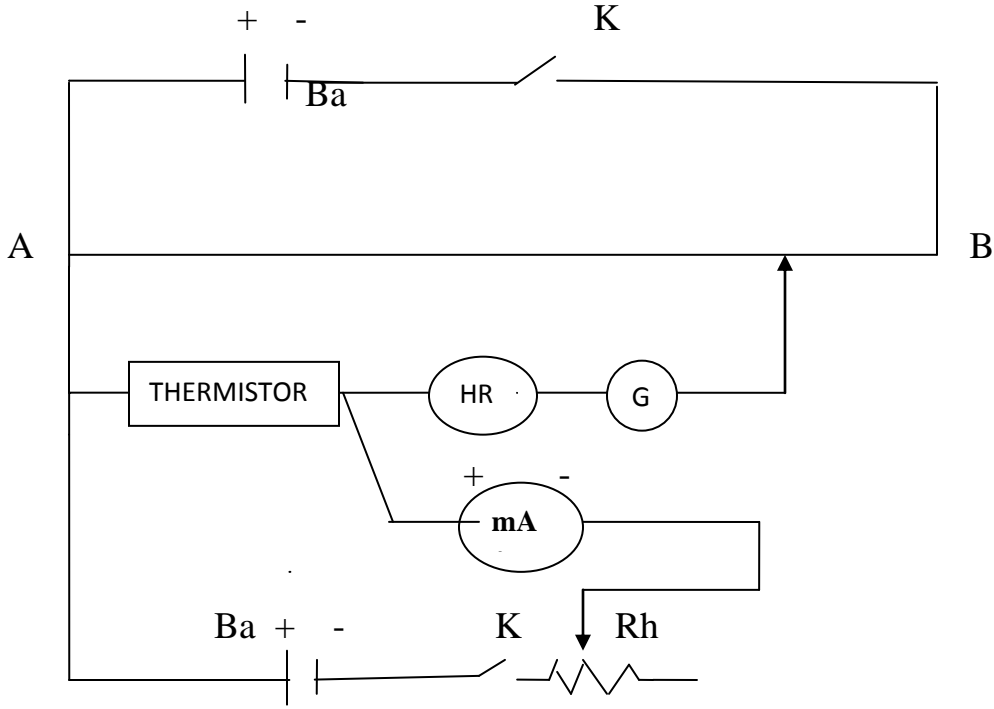 + - K
Ba
A B
THERMISTOR HR G
+ -
mA
Ba + - K Rh